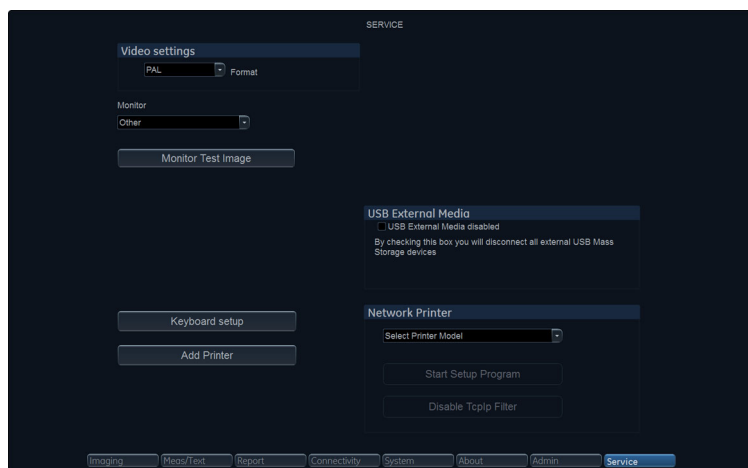 SERVICE
Video settings
PAL
Format
Monitor
Other
Monitor Test Image
USB External Media
USB External Media disabled
By checking this box you will disconnect all external USB Mass
Storage devices
Keyboard setup
Add Printer
Network Printer
Select Printer Model
Start Setup Program
Disable Tcpip Filter
Imaging
Meas/Text
Report
Connectivity
System
About
Admin
Service